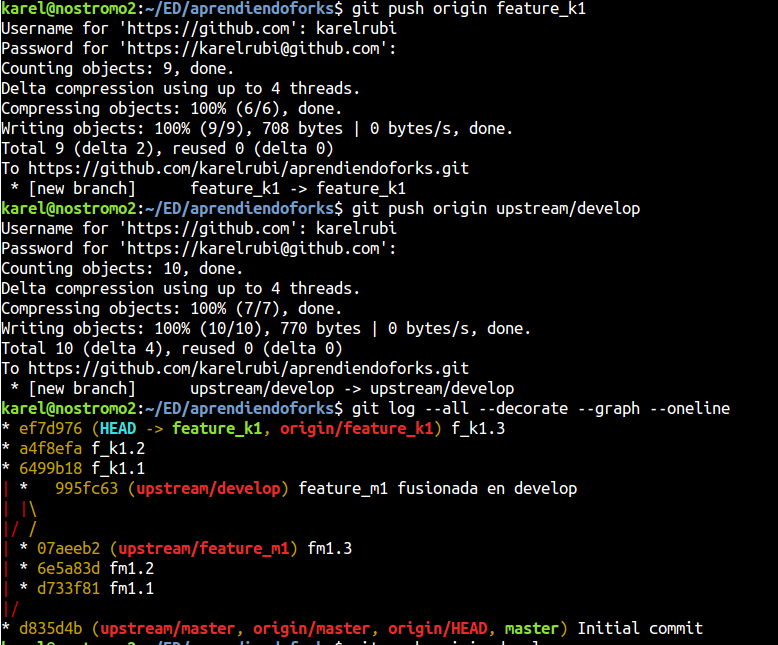 karel@nostromo2:~/ED/aprendiendoforks$ git push origin feature_k1
Username for 'https://github.com': karelrubi
Password for 'https://karelrubi@github.com':
Counting objects: 9, done.
Delta compression using up to 4 threads.
Compressing objects: 100% (6/6), done.
Writing objects: 100% (9/9), 708 bytes | 0 bytes/s, done.
Total 9 (delta 2), reused 0 (delta 0)
To https://github.com/karelrubi/aprendiendoforks.git
 * [new branch]      feature_k1 -> feature_k1
karel@nostromo2:~/ED/aprendiendoforks$ git push origin upstream/develop
Username for 'https://github.com': karelrubi
Password for 'https://karelrubi@github.com':
Counting objects: 10, done.
Delta compression using up to 4 threads.
Compressing objects: 100% (7/7), done.
Writing objects: 100% (10/10), 770 bytes | 0 bytes/s, done.
Total 10 (delta 4), reused 0 (delta 0)
To https://github.com/karelrubi/aprendiendoforks.git
 * [new branch]      upstream/develop -> upstream/develop
karel@nostromo2:~/ED/aprendiendoforks$ git log --all --decorate --graph --oneline
* ef7d976 (HEAD -> feature_k1, origin/feature_k1) f_k1.3
* a4f8efa f_k1.2
* 6499b18 f_k1.1
| *   995fc63 (upstream/develop) feature_m1 fusionada en develop
| |\
|/ /
| * 07aeeb2 (upstream/feature_m1) fm1.3
| * 6e5a83d fm1.2
| * d733f81 fm1.1
|/
* d835d4b (upstream/master, origin/master, origin/HEAD, master) Initial commit